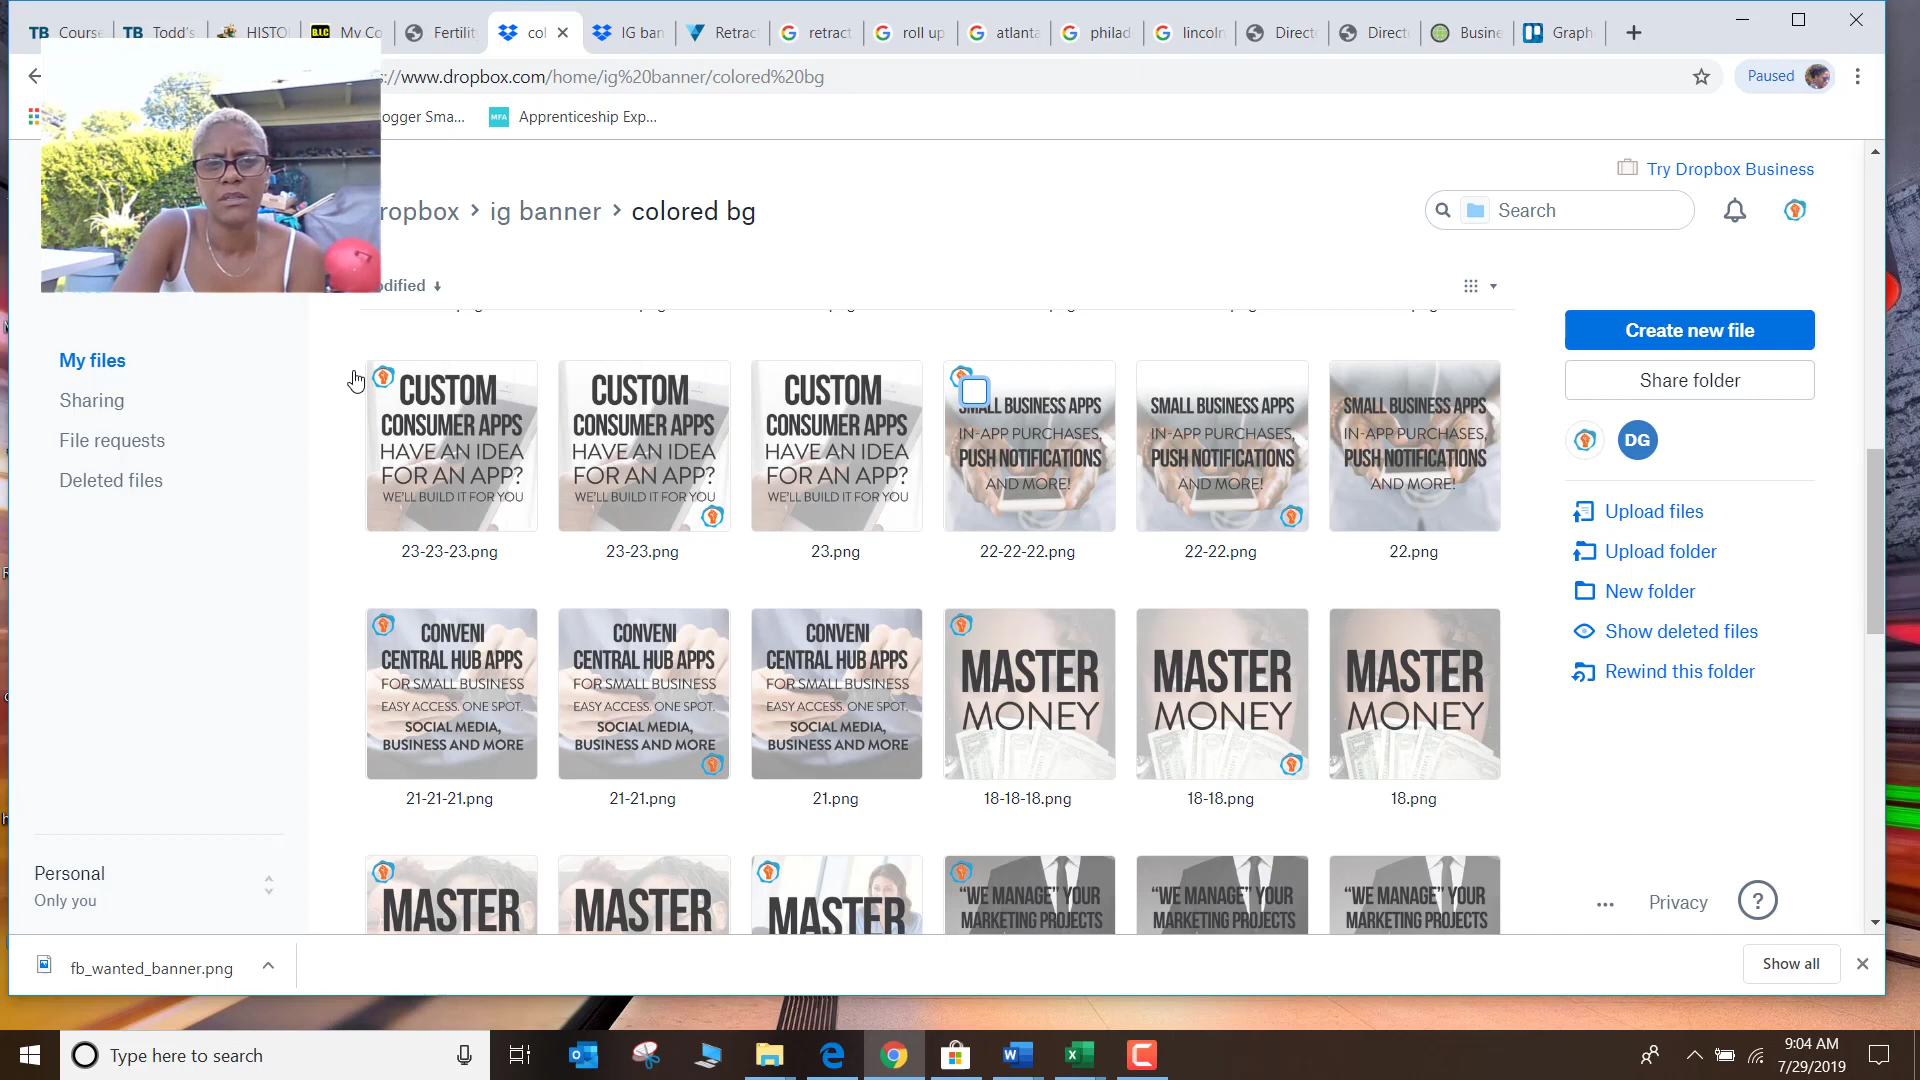 TB Course
TB Todd's
HISTO
B.I.C My Co
Fertilit
col
IG ban
Retrac
retract
roll up
atlanta
philad
lincoln
Direct
Direct
Busine
Graph
://www.dropbox.com/home/ig%20banner/colored%20bg
Paused
ogger Sma...
MFA Apprenticeship Exp...
Try Dropbox Business
ropbox > ig banner > colored bg
Search
odified
My files
Sharing
File requests
Deleted files
Personal
Only you
CUSTOM
CONSUMER APPS
HAVE AN IDEA
FOR AN APP?
WE'LL BUILD IT FOR YOU
23-23-23.png
CUSTOM
CONSUMER APPS
HAVE AN IDEA
FOR AN APP?
WE'LL BUILD IT FOR YOU
23-23.png
CUSTOM
CONSUMER APPS
HAVE AN IDEA
FOR AN APP?
WE'LL BUILD IT FOR YOU
23.png
SMALL BUSINESS APPS
IN-APP PURCHASES,
PUSH NOTIFICATIONS
AND MORE!
22-22-22.png
SMALL BUSINESS APPS
IN-APP PURCHASES,
PUSH NOTIFICATIONS
AND MORE!
22-22.png
SMALL BUSINESS APPS
IN-APP PURCHASES,
PUSH NOTIFICATIONS
AND MORE!
22.png
CONVENI
CENTRAL HUB APPS
FOR SMALL BUSINESS
EASY ACCESS. ONE SPOT.
SOCIAL MEDIA,
BUSINESS AND MORE
21-21-21.png
CONVENI
CENTRAL HUB APPS
FOR SMALL BUSINESS
EASY ACCESS. ONE SPOT.
SOCIAL MEDIA,
BUSINESS AND MORE
21-21.png
CONVENI
CENTRAL HUB APPS
FOR SMALL BUSINESS
EASY ACCESS. ONE SPOT.
SOCIAL MEDIA,
BUSINESS AND MORE
21.png
MASTER
MONEY
18-18-18.png
MASTER
MONEY
18-18.png
MASTER
MONEY
18.png
MASTER
MASTER
MASTER
"WE MANAGE" YOUR
MARKETING PROJECTS
"WE MANAGE" YOUR
MARKETING PROJECTS
"WE MANAGE" YOUR
MARKETING PROJECTS
Create new file
Share folder
DG
Upload files
Upload folder
New folder
Show deleted files
Rewind this folder
... Privacy ?
fb_wanted_banner.png
Show all
Type here to search
9:04 AM
7/29/2019